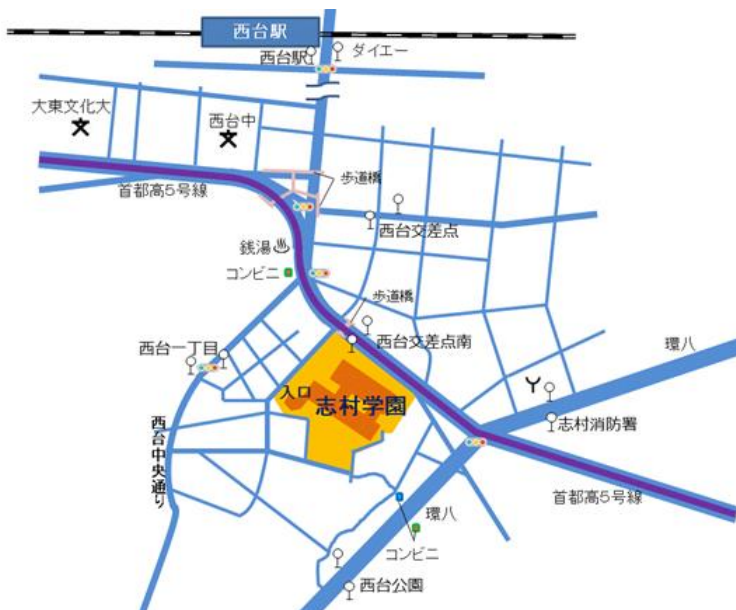 西台駅
西台駅
ダイエー
大東文化大
西台中
首都高5号線
歩道橋
西台交差点
銭湯
コンビニ
歩道橋
西台交差点南
西台一丁目
環八
入口
志村学園
志村消防署
西台中央通り
首都高5号線
環八
コンビニ
西台公園